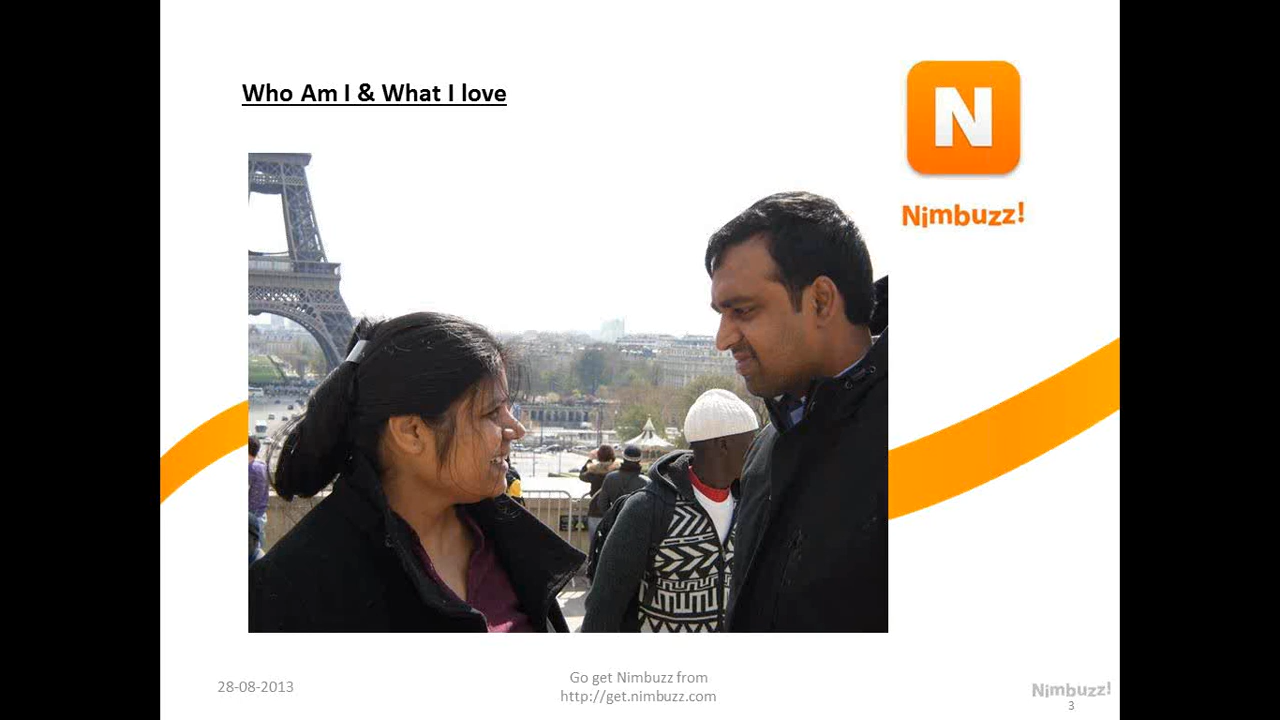 Who Am I & What I love
N
Nimbuzz!
28-08-2013
Go get Nimbuzz from
http://get.nimbuzz.com
Nimbuzz!
3